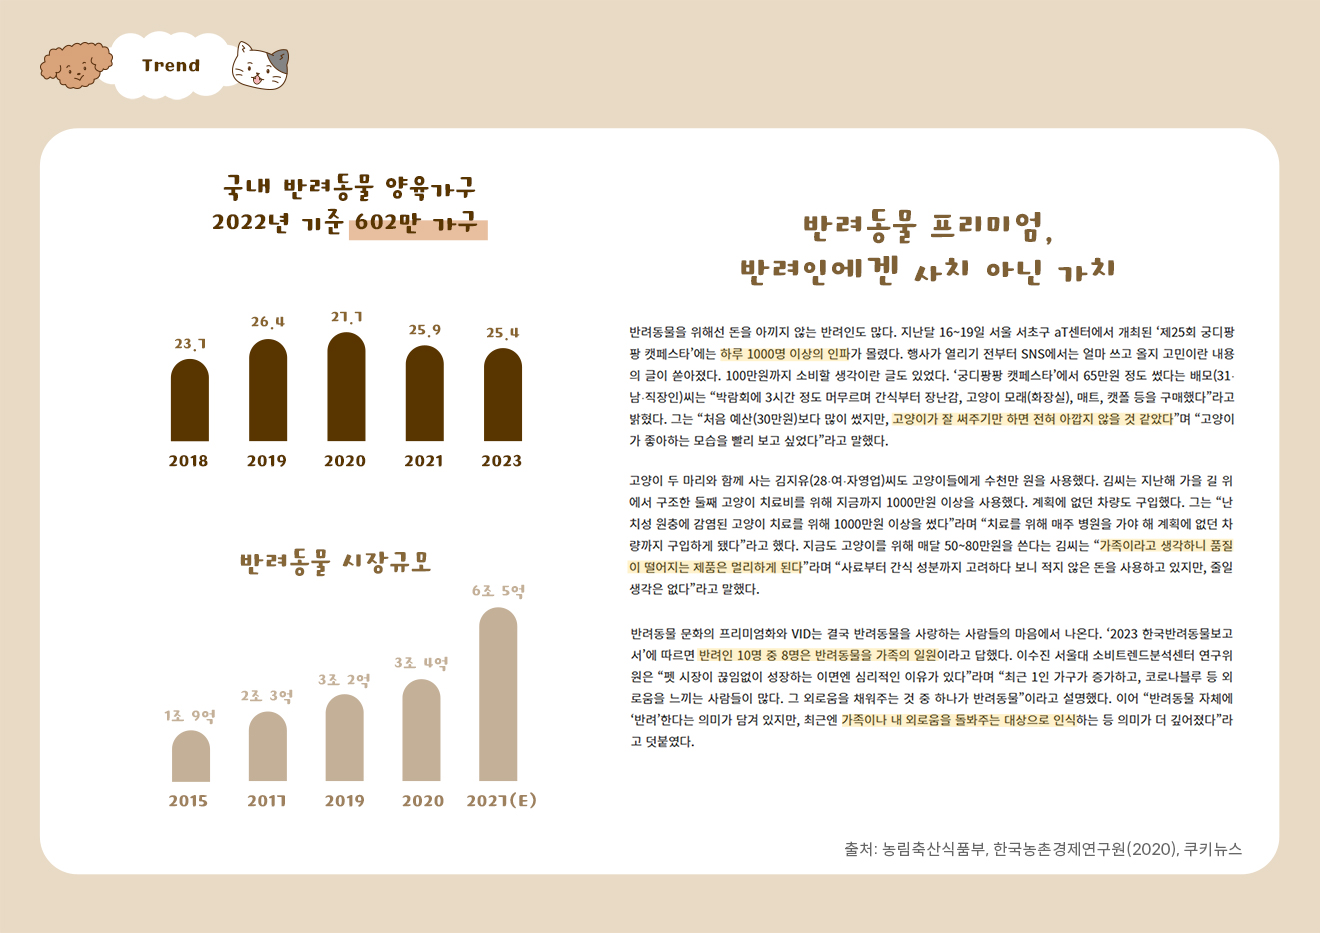 Trend
국내 반려동물 양육가구
2022년 기준 602만 가구
23.7
26.4
27.7
25.9
25.4
2018
2019
2020
2021
2023
반려동물 시장규모
1조 9억
2조 3억
3조 2억
3조 4억
6조 5억
2015
2017
2019
2020
2027(E)
반려동물 프리미엄,
반려인에겐 사치 아닌 가치
반려동물을 위해선 돈을 아끼지 않는 반려인도 많다. 지난달 16~19일 서울 서초구 aT센터에서 개최된 ‘제25회 궁디팡
팡 캣페스타’에는 하루 1000명 이상의 인파가 몰렸다. 행사가 열리기 전부터 SNS에서는 얼마 쓰고 올지 고민이란 내용
의 글이 쏟아졌다. 100만원까지 소비할 생각이란 글도 있었다. ‘궁디팡팡 캣페스타’에서 65만원 정도 썼다는 배모(31·
남·직장인)씨는 “박람회에 3시간 정도 머무르며 간식부터 장난감, 고양이 모래(화장실), 매트, 캣폴 등을 구매했다”라고
밝혔다. 그는 “처음 예산(30만원)보다 많이 썼지만, 고양이가 잘 써주기만 하면 전혀 아깝지 않을 것 같았다”며 “고양이
가 좋아하는 모습을 빨리 보고 싶었다”라고 말했다.
고양이 두 마리와 함께 사는 김지유(28·여·자영업)씨도 고양이들에게 수천만 원을 사용했다. 김씨는 지난해 가을 길 위
에서 구조한 둘째 고양이 치료비를 위해 지금까지 1000만원 이상을 사용했다. 계획에 없던 차량도 구입했다. 그는 “난
치성 원충에 감염된 고양이 치료를 위해 1000만원 이상을 썼다”라며 “치료를 위해 매주 병원을 가야 해 계획에 없던 차
량까지 구입하게 됐다”라고 했다. 지금도 고양이를 위해 매달 50~80만원을 쓴다는 김씨는 “가족이라고 생각하니 품질
이 떨어지는 제품은 멀리하게 된다”라며 “사료부터 간식 성분까지 고려하다 보니 적지 않은 돈을 사용하고 있지만, 줄일
생각은 없다”라고 말했다.
반려동물 문화의 프리미엄화와 VID는 결국 반려동물을 사랑하는 사람들의 마음에서 나온다. ‘2023 한국반려동물보고
서’에 따르면 반려인 10명 중 8명은 반려동물을 가족의 일원이라고 답했다. 이수진 서울대 소비트렌드분석센터 연구위
원은 “펫 시장이 끊임없이 성장하는 이면엔 심리적인 이유가 있다”라며 “최근 1인 가구가 증가하고, 코로나블루 등 외
로움을 느끼는 사람들이 많다. 그 외로움을 채워주는 것 중 하나가 반려동물”이라고 설명했다. 이어 “반려동물 자체에
‘반려’한다는 의미가 담겨 있지만, 최근엔 가족이나 내 외로움을 돌봐주는 대상으로 인식하는 등 의미가 더 깊어졌다”라
고 덧붙였다.
출처: 농림축산식품부, 한국농촌경제연구원(2020), 쿠키뉴스